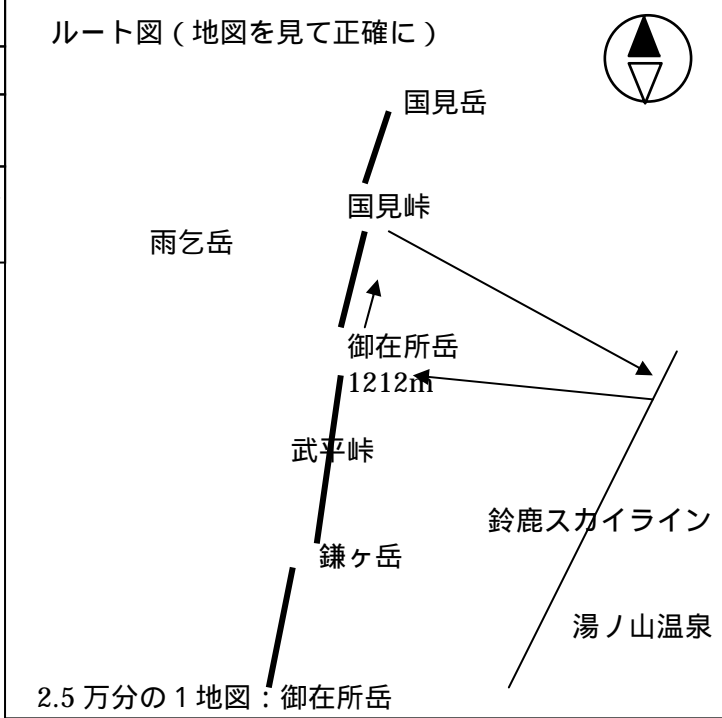 ルート図（地図を見て正確に）
国見岳
国見峠
雨乞岳
御在所岳
1212m
武平峠
鈴鹿スカイライン
鎌ヶ岳
湯ノ山温泉
2.5 万分の 1 地図：御在所岳